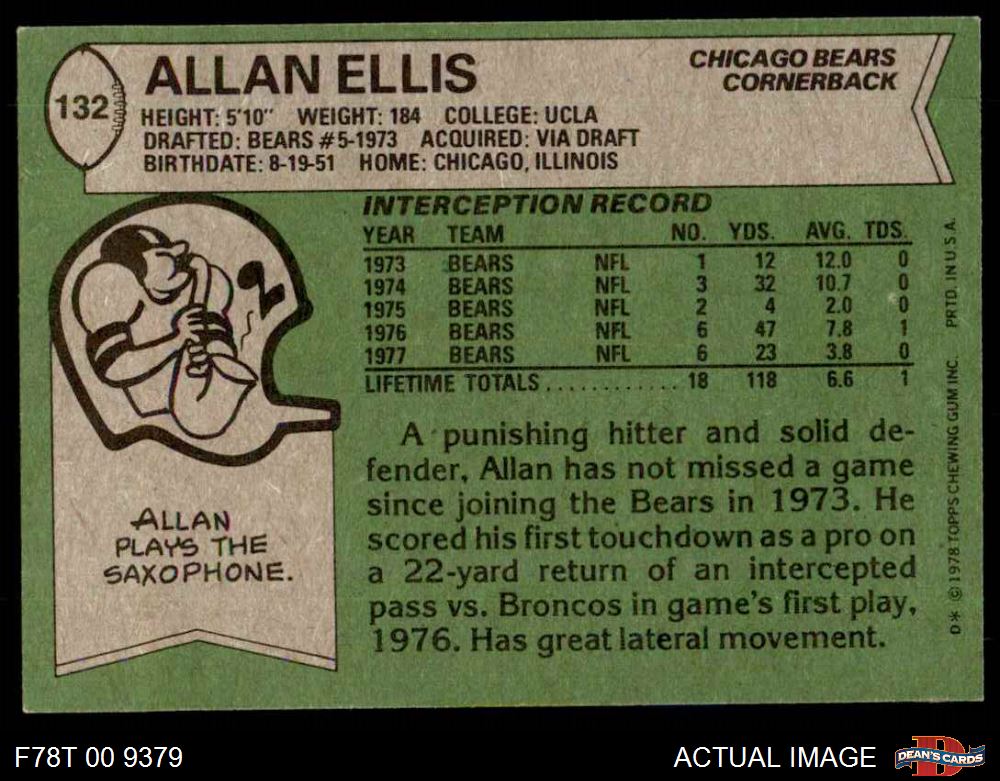 132
ALLAN ELLIS
CHICAGO BEARS
CORNERBACK
HEIGHT: 5'10" WEIGHT: 184 COLLEGE: UCLA
DRAFTED: BEARS #5-1973 ACQUIRED: VIA DRAFT
BIRTHDATE: 8-19-51 HOME: CHICAGO, ILLINOIS
INTERCEPTION RECORD
YEAR TEAM NO. YDS. AVG. TDS.
1973 BEARS NFL 1 12 12.0 0
1974 BEARS NFL 3 32 10.7 0
1975 BEARS NFL 2 4 2.0 0
1976 BEARS NFL 6 47 7.8 1
1977 BEARS NFL 6 23 3.8 0
LIFETIME TOTALS............ 18 118 6.6 1
A punishing hitter and solid de-
fender, Allan has not missed a game
since joining the Bears in 1973. He
scored his first touchdown as a pro on
a 22-yard return of an intercepted
pass vs. Broncos in game's first play,
1976. Has great lateral movement.
ALLAN
PLAYS THE
SAXOPHONE.
D* © 1978 TOPPS CHEWING GUM INC. PRTD. IN U.S.A.
F78T 00 9379
ACTUAL IMAGE
D
DEAN'S CARDS